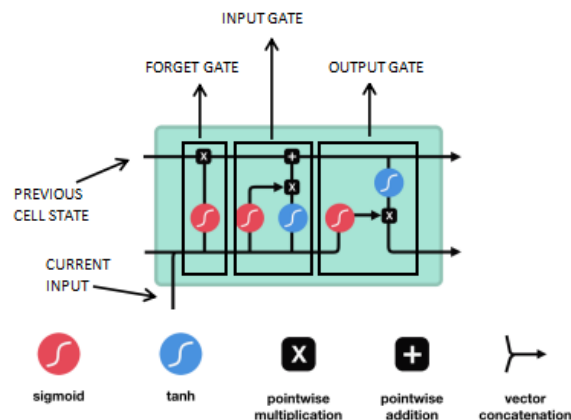 INPUT GATE
FORGET GATE
OUTPUT GATE
X
+
X
X
PREVIOUS
CELL STATE
CURRENT
INPUT
X
+
sigmoid
tanh
pointwise
multiplication
pointwise
addition
vector
concatenation